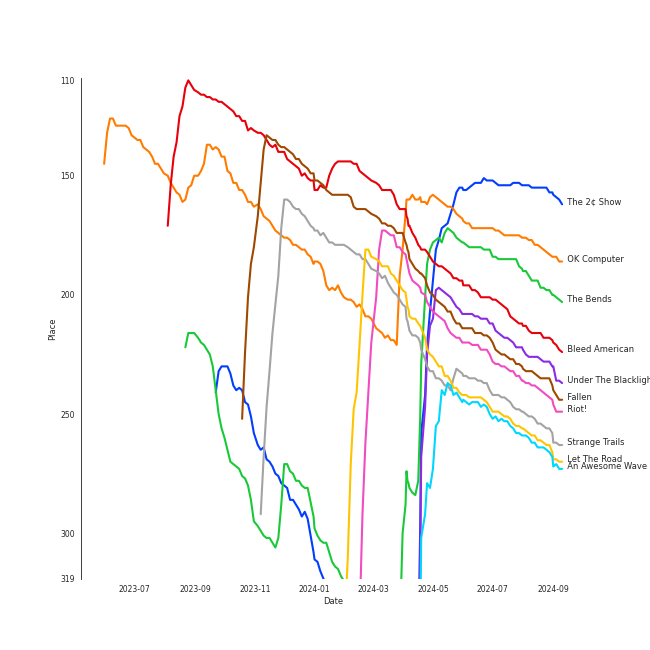 110
150
200
250
300
319
Place
2023-07
2023-09
2023-11
2024-01
2024-03
2024-05
2024-07
2024-09
Date
The 2¢ Show
OK Computer
The Bends
Bleed American
Under The Blackligh
Fallen
Riot!
Strange Trails
Let The Road
An Awesome Wave